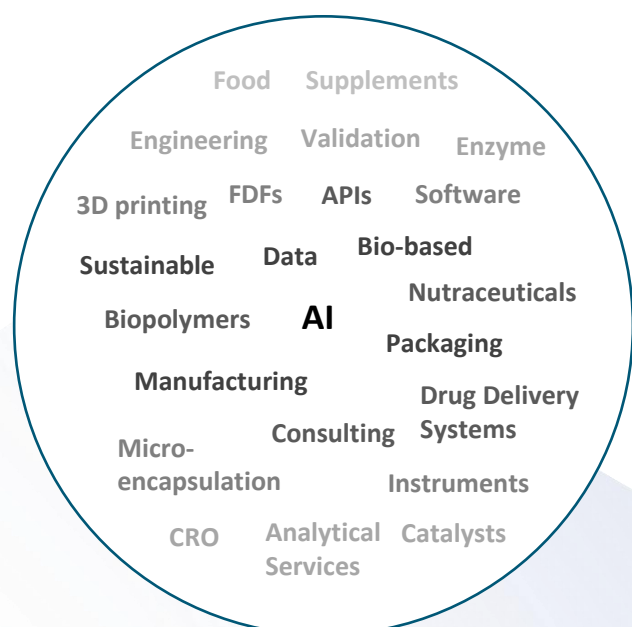 Food Supplements
Engineering Validation Enzyme
3D printing FDFs APIs Software
Sustainable Data Bio-based
Nutraceuticals
Biopolymers AI
Packaging
Manufacturing
Drug Delivery
Systems
Consulting
Micro-
encapsulation
Instruments
CRO
Analytical
Services
Catalysts